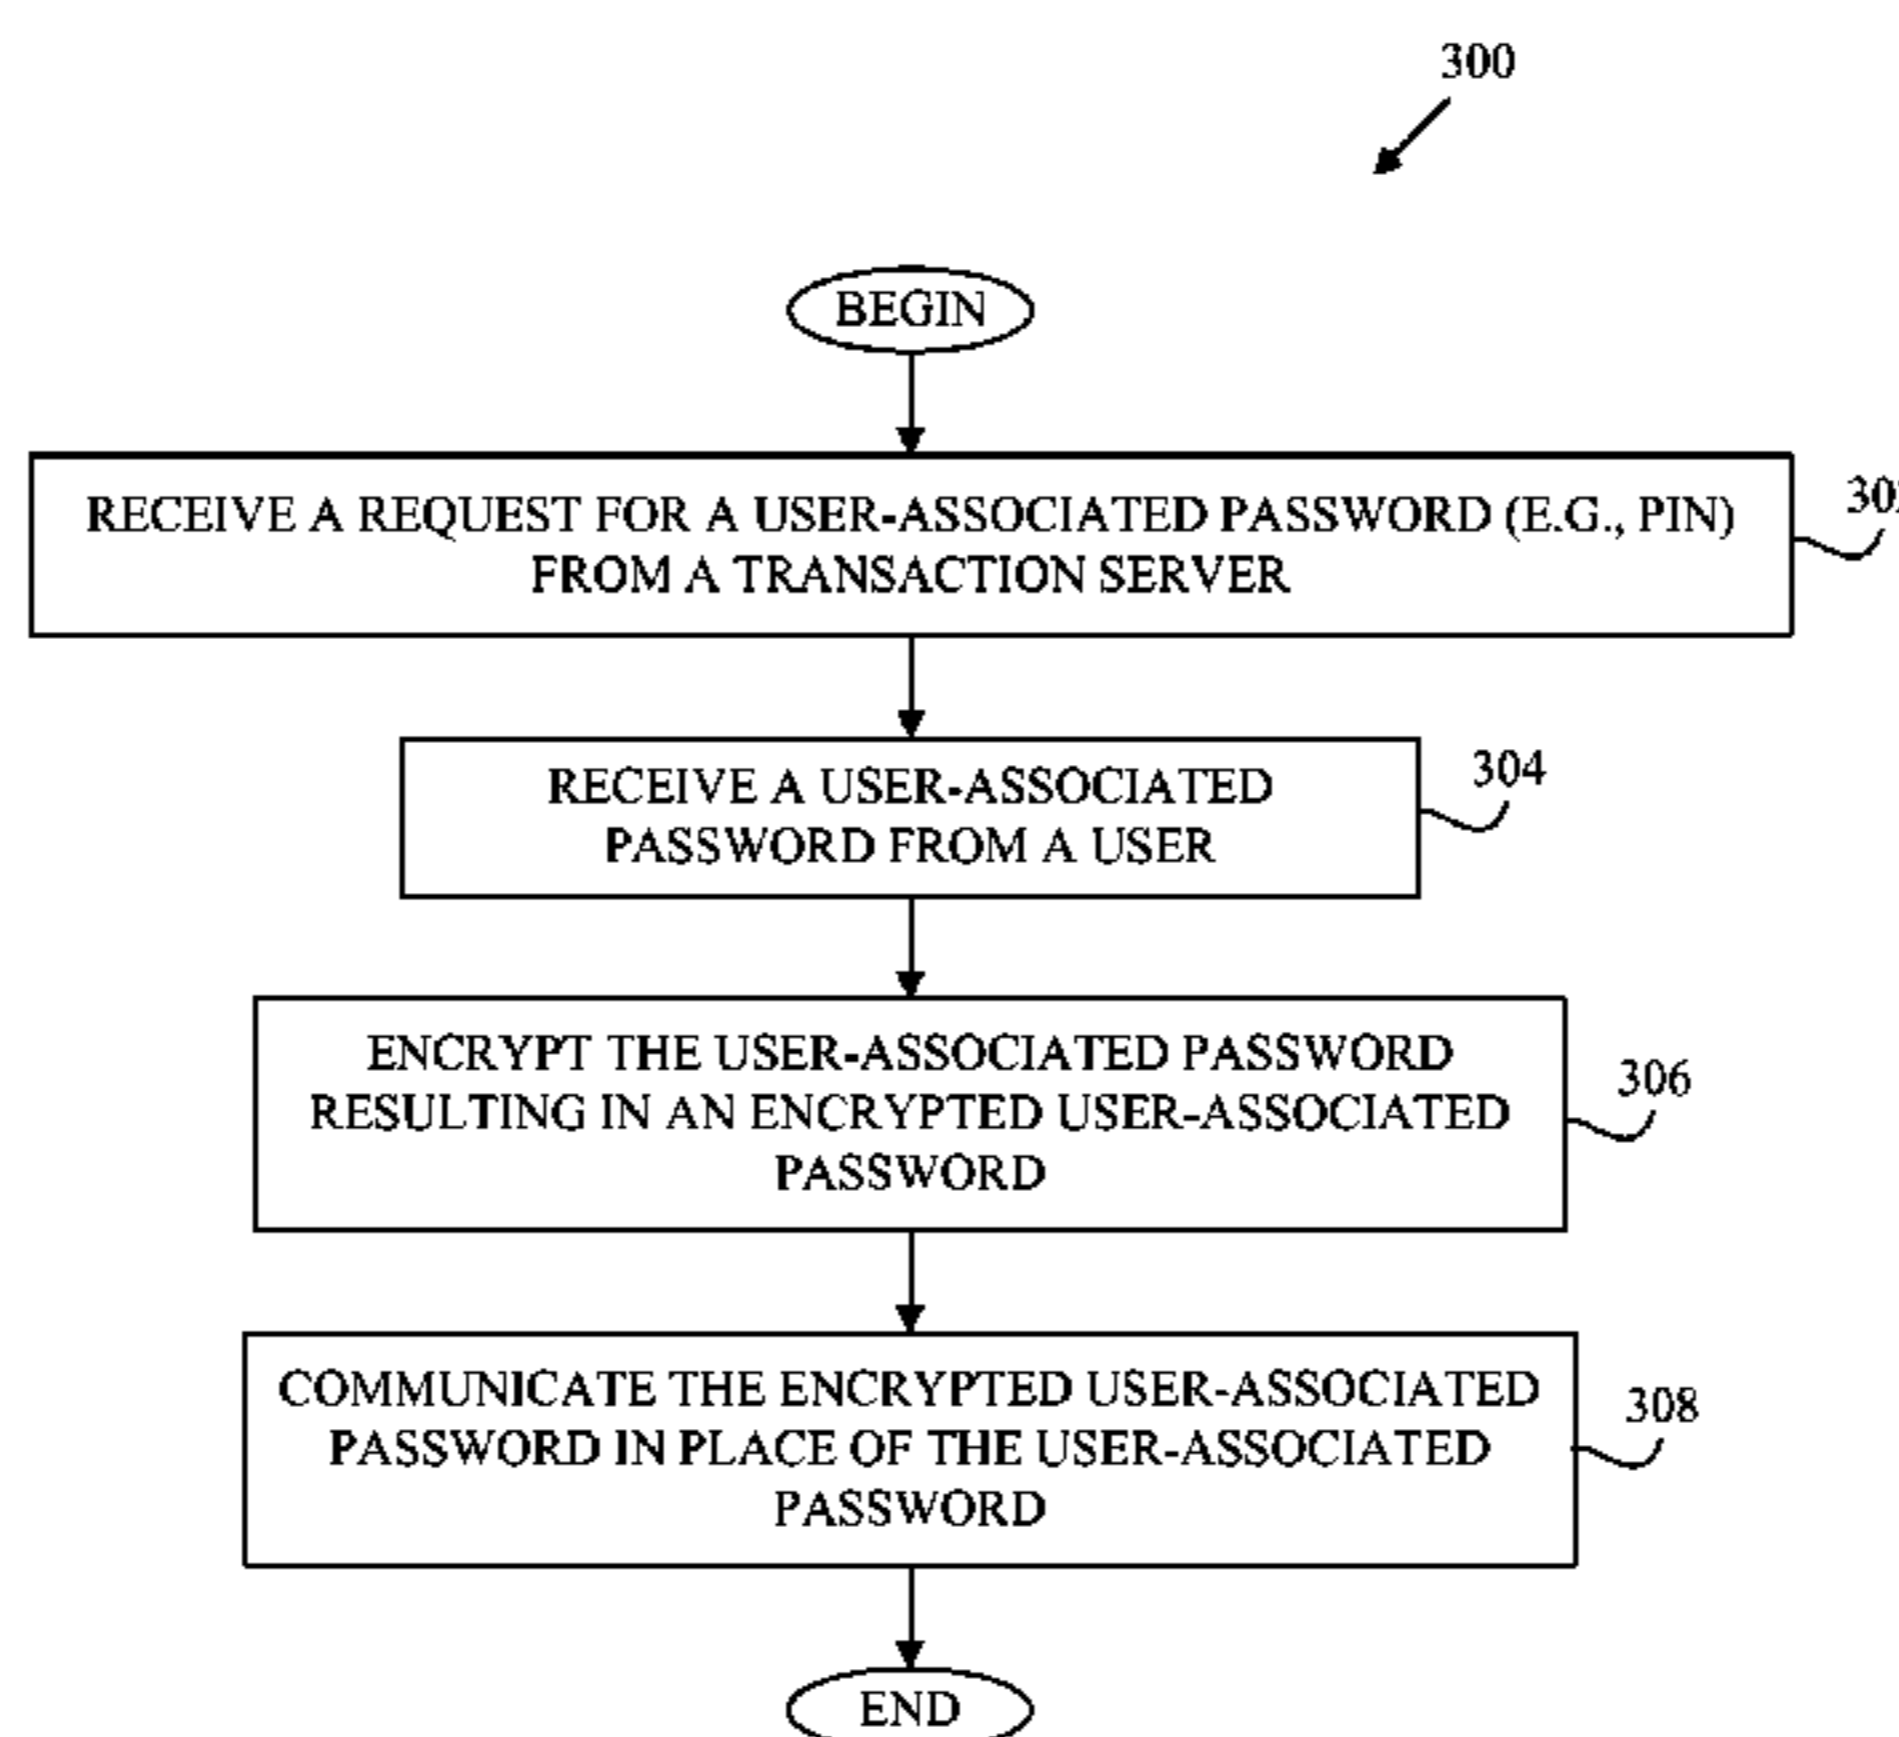 300
BEGIN
RECEIVE A REQUEST FOR A USER-ASSOCIATED PASSWORD (E.G., PIN)
FROM A TRANSACTION SERVER
RECEIVE A USER-ASSOCIATED
PASSWORD FROM A USER
304
ENCRYPT THE USER-ASSOCIATED PASSWORD
RESULTING IN AN ENCRYPTED USER-ASSOCIATED
PASSWORD
306
COMMUNICATE THE ENCRYPTED USER-ASSOCIATED
PASSWORD IN PLACE OF THE USER-ASSOCIATED
PASSWORD
308
END